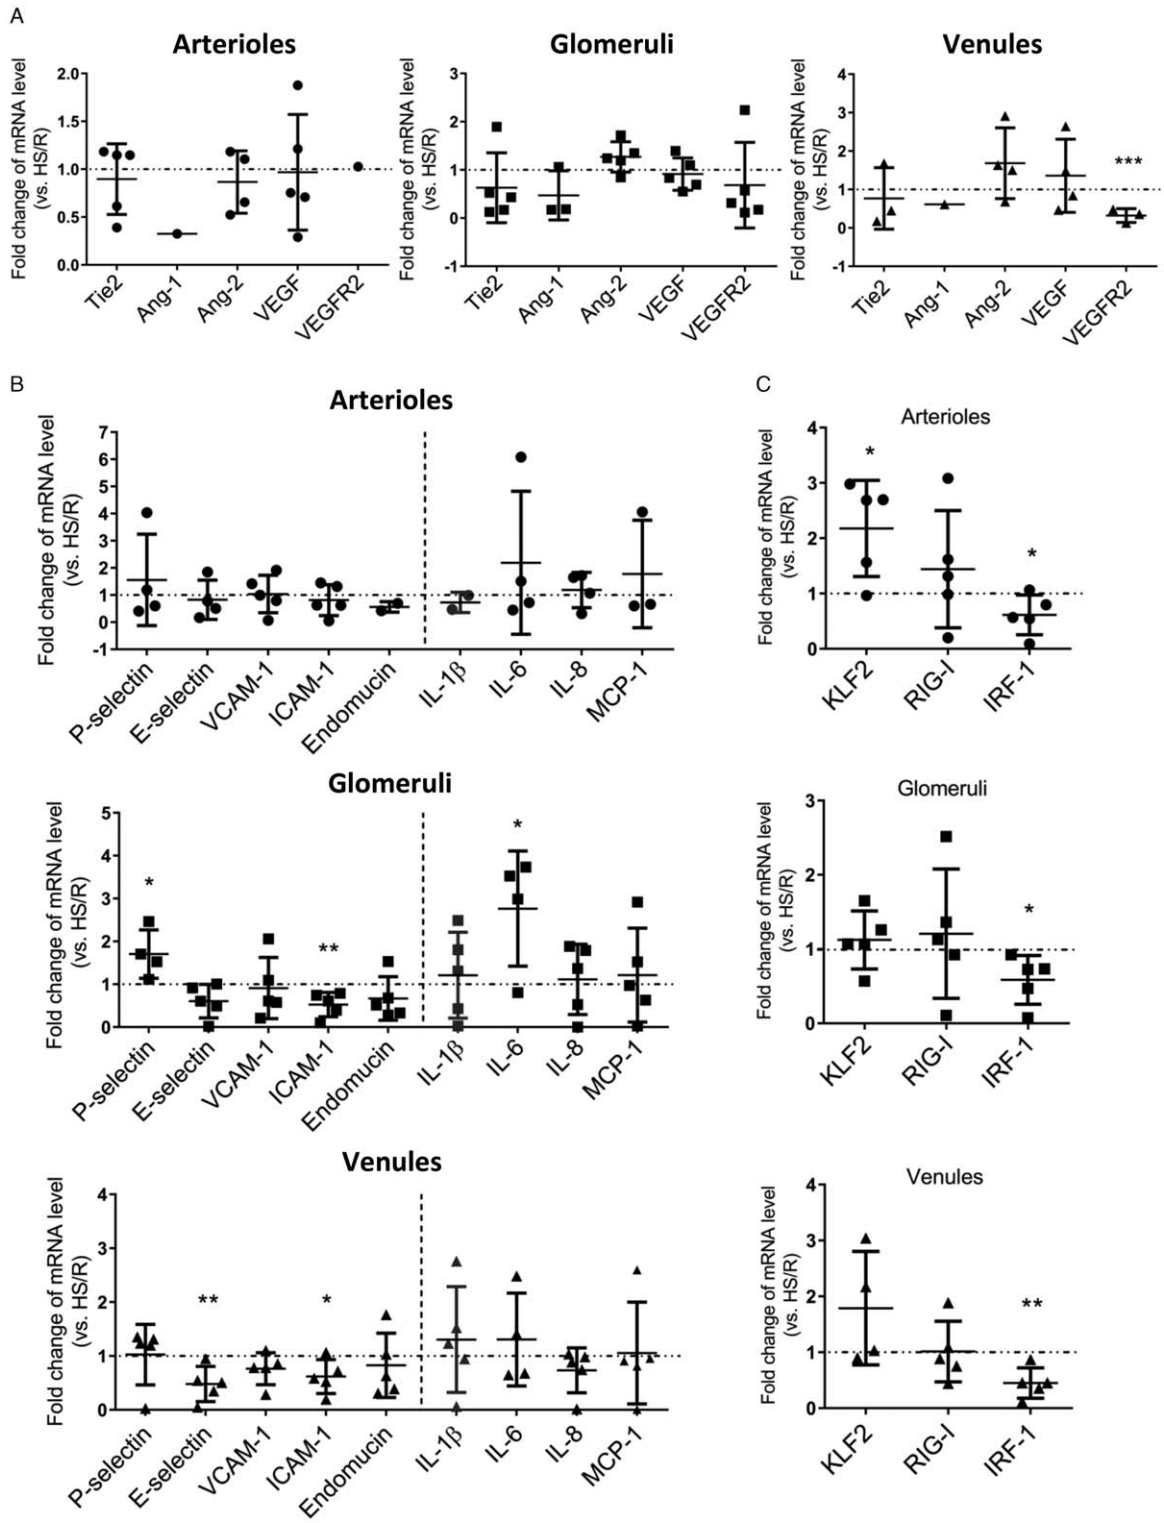 A
Arterioles
Glomeruli
Venules
Fold change of mRNA level
(vs. HS/R)
2.0
1.5
1.0
0.5
0.0
Tie2
Ang-1
Ang-2
VEGF
VEGFR2
Fold change of mRNA level
(vs. HS/R)
3
2
1
0
-1
Tie2
Ang-1
Ang-2
VEGF
VEGFR2
Fold change of mRNA level
(vs. HS/R)
4
3
2
1
0
-1
***
Tie2
Ang-1
Ang-2
VEGF
VEGFR2
B
Arterioles
Fold change of mRNA level
(vs. HS/R)
7
6
5
4
3
2
1
0
-1
P-selectin
E-selectin
VCAM-1
ICAM-1
Endomucin
IL-1β
IL-6
IL-8
MCP-1
Glomeruli
Fold change of mRNA level
(vs. HS/R)
5
4
3
2
1
0
*
**
*
P-selectin
E-selectin
VCAM-1
ICAM-1
Endomucin
IL-1β
IL-6
IL-8
MCP-1
Venules
Fold change of mRNA level
(vs. HS/R)
4
3
2
1
0
**
*
P-selectin
E-selectin
VCAM-1
ICAM-1
Endomucin
IL-1β
IL-6
IL-8
MCP-1
C
Arterioles
Fold change of mRNA level
(vs. HS/R)
4
3
2
1
0
*
*
KLF2
RIG-I
IRF-1
Glomeruli
Fold change of mRNA level
(vs. HS/R)
3
2
1
0
*
KLF2
RIG-I
IRF-1
Venules
Fold change of mRNA level
(vs. HS/R)
4
3
2
1
0
**
KLF2
RIG-I
IRF-1